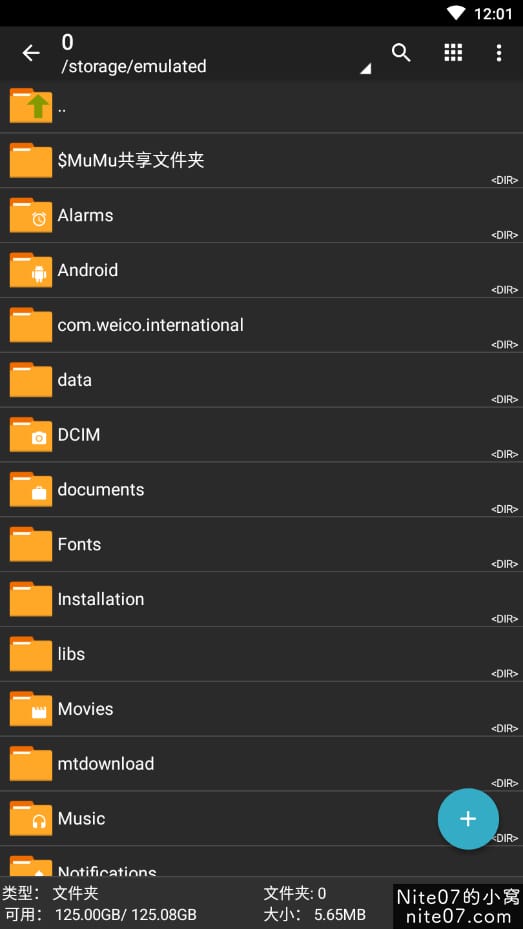 12:01
0
/storage/emulated
..
$MuMu共享文件夹
<DIR>
Alarms
<DIR>
Android
<DIR>
com.weico.international
<DIR>
data
<DIR>
DCIM
<DIR>
documents
<DIR>
Fonts
<DIR>
Installation
<DIR>
libs
<DIR>
Movies
<DIR>
mtdownload
<DIR>
Music
<DIR>
Notifications
类型： 文件夹 文件夹: 0
可用： 125.00GB/ 125.08GB 大小： 5.65MB
Nite07的小窝
nite07.com